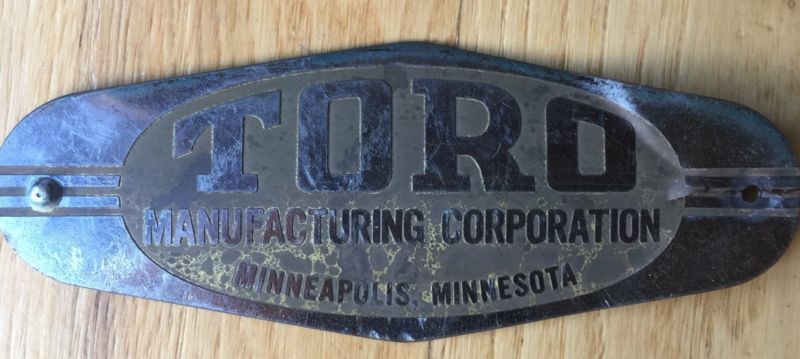 TORO
MANUFACTURING CORPORATION
MINNEAPOLIS, MINNESOTA